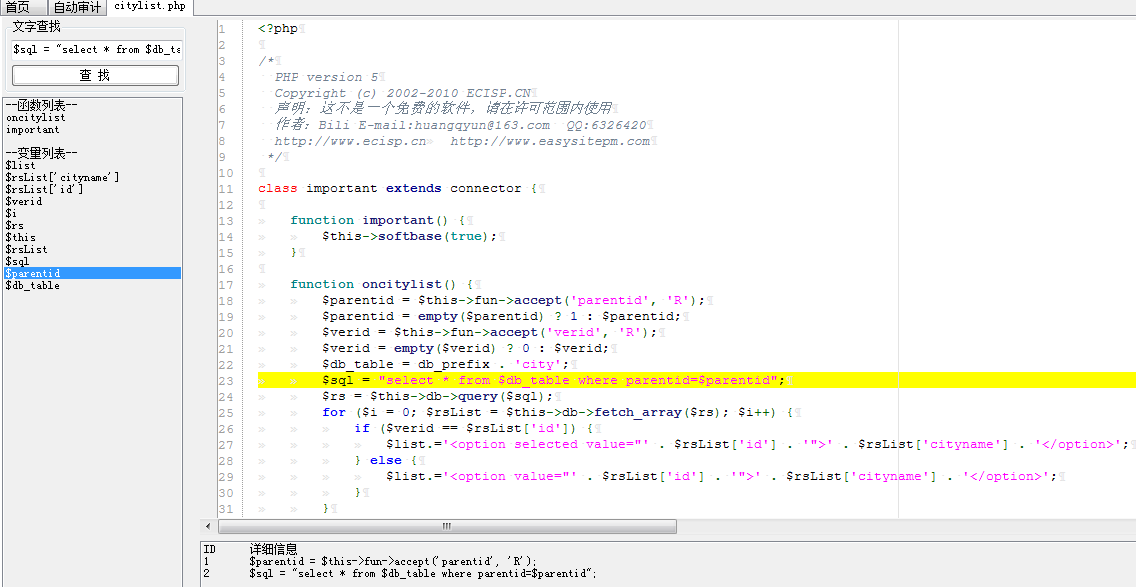 首页 自动审计 citylist.php
文字查找
$sql = "select * from $db_ta
查 找
--函数列表--
oncitylist
important
--变量列表--
$list
$rsList['cityname']
$rsList['id']
$verid
$i
$rs
$this
$rsList
$sql
$parentid
$db_table
1 <?php
2
3 /*
4 PHP version 5
5 Copyright (c) 2002-2010 ECISP.CN
6 声明：这不是一个免费的软件，请在许可范围内使用
7 作者：Bili E-mail:huangqyun@163.com QQ:6326420
8 http://www.ecisp.cn http://www.easysitepm.com
9 */
10
11 class important extends connector {
12
13 function important() {
14 $this->softbase(true);
15 }
16
17 function oncitylist() {
18 $parentid = $this->fun->accept('parentid', 'R');
19 $parentid = empty($parentid) ? 1 : $parentid;
20 $verid = $this->fun->accept('verid', 'R');
21 $verid = empty($verid) ? 0 : $verid;
22 $db_table = db_prefix . 'city';
23 $sql = "select * from $db_table where parentid=$parentid";
24 $rs = $this->db->query($sql);
25 for ($i = 0; $rsList = $this->db->fetch_array($rs); $i++) {
26 if ($verid == $rsList['id']) {
27 $list.='<option selected value="' . $rsList['id'] . '">' . $rsList['cityname'] . '</option>';
28 } else {
29 $list.='<option value="' . $rsList['id'] . '">' . $rsList['cityname'] . '</option>';
30 }
31 }
ID 详细信息
1 $parentid = $this->fun->accept('parentid', 'R');
2 $sql = "select * from $db_table where parentid=$parentid";